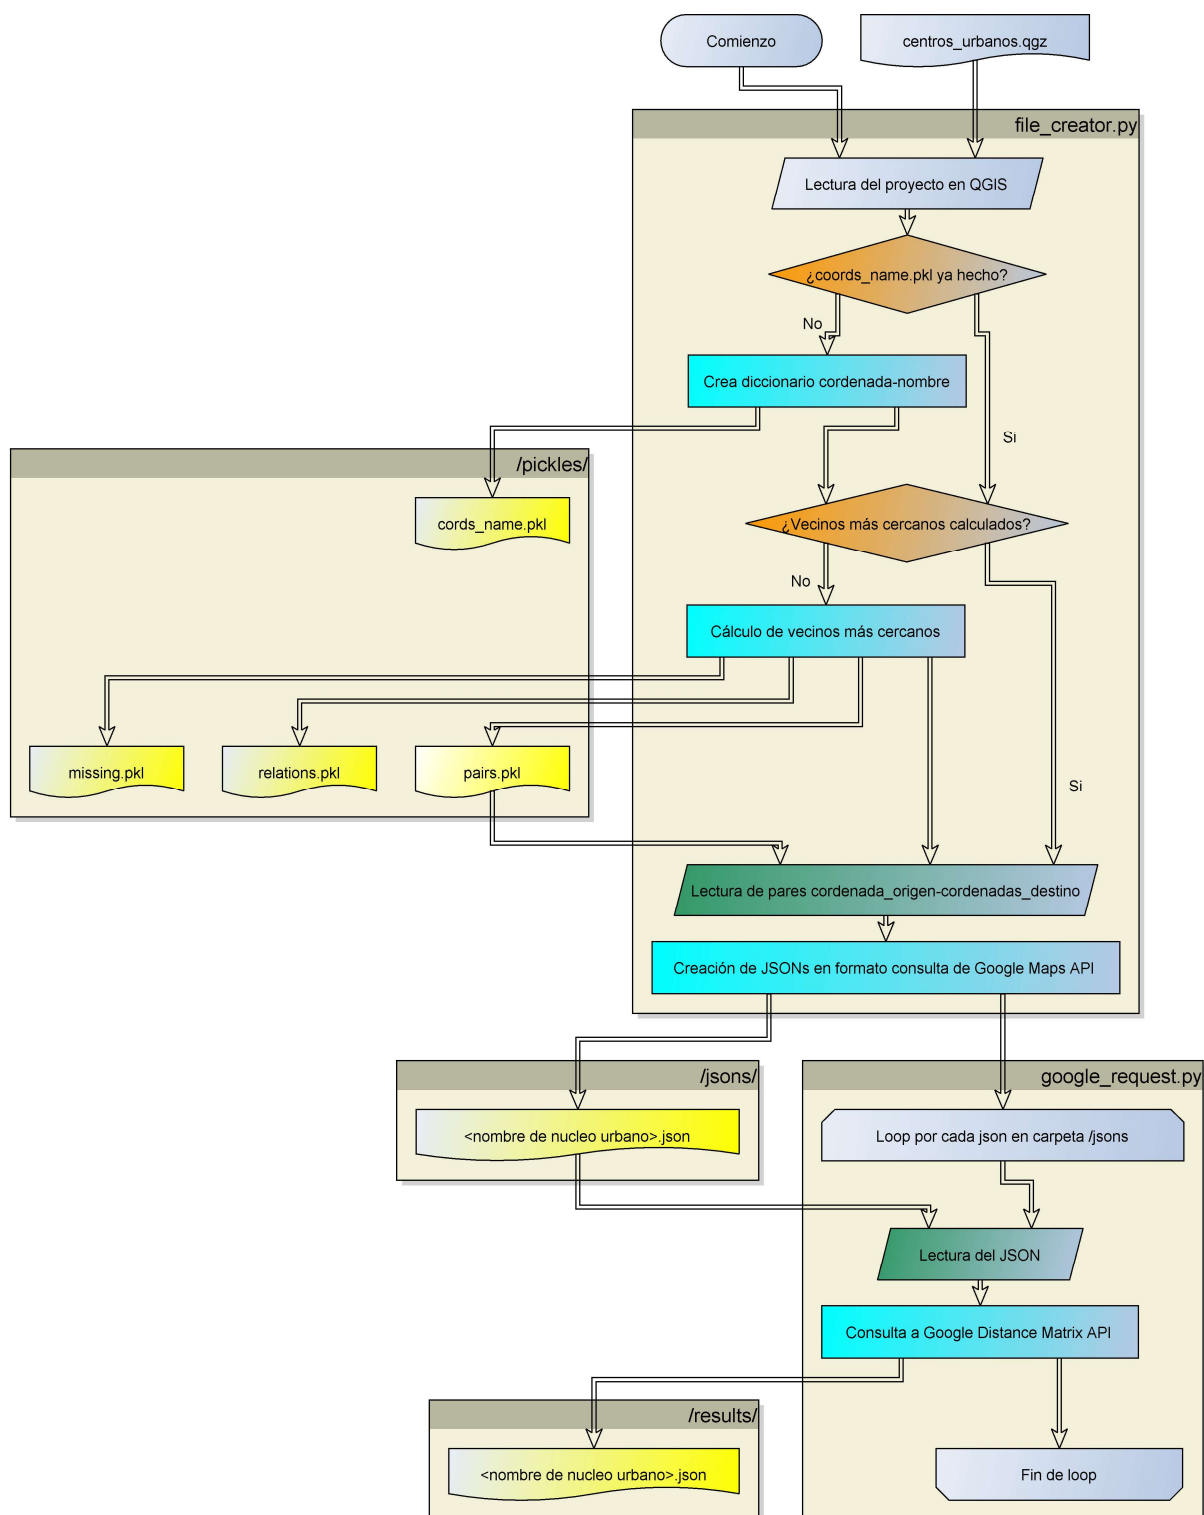 Comienzo
centros_urbanos.qgz
file_creator.py
Lectura del proyecto en QGIS
¿coords_name.pkl ya hecho?
No
Crea diccionario cordenada-nombre
Si
/pickles/
cords_name.pkl
¿Vecinos más cercanos calculados?
No
Cálculo de vecinos más cercanos
missing.pkl
relations.pkl
pairs.pkl
Si
Lectura de pares cordenada_origen-cordenadas_destino
Creación de JSONs en formato consulta de Google Maps API
/jsons/
google_request.py
<nombre de nucleo urbano>.json
Loop por cada json en carpeta /jsons
Lectura del JSON
Consulta a Google Distance Matrix API
/results/
<nombre de nucleo urbano>.json
Fin de loop